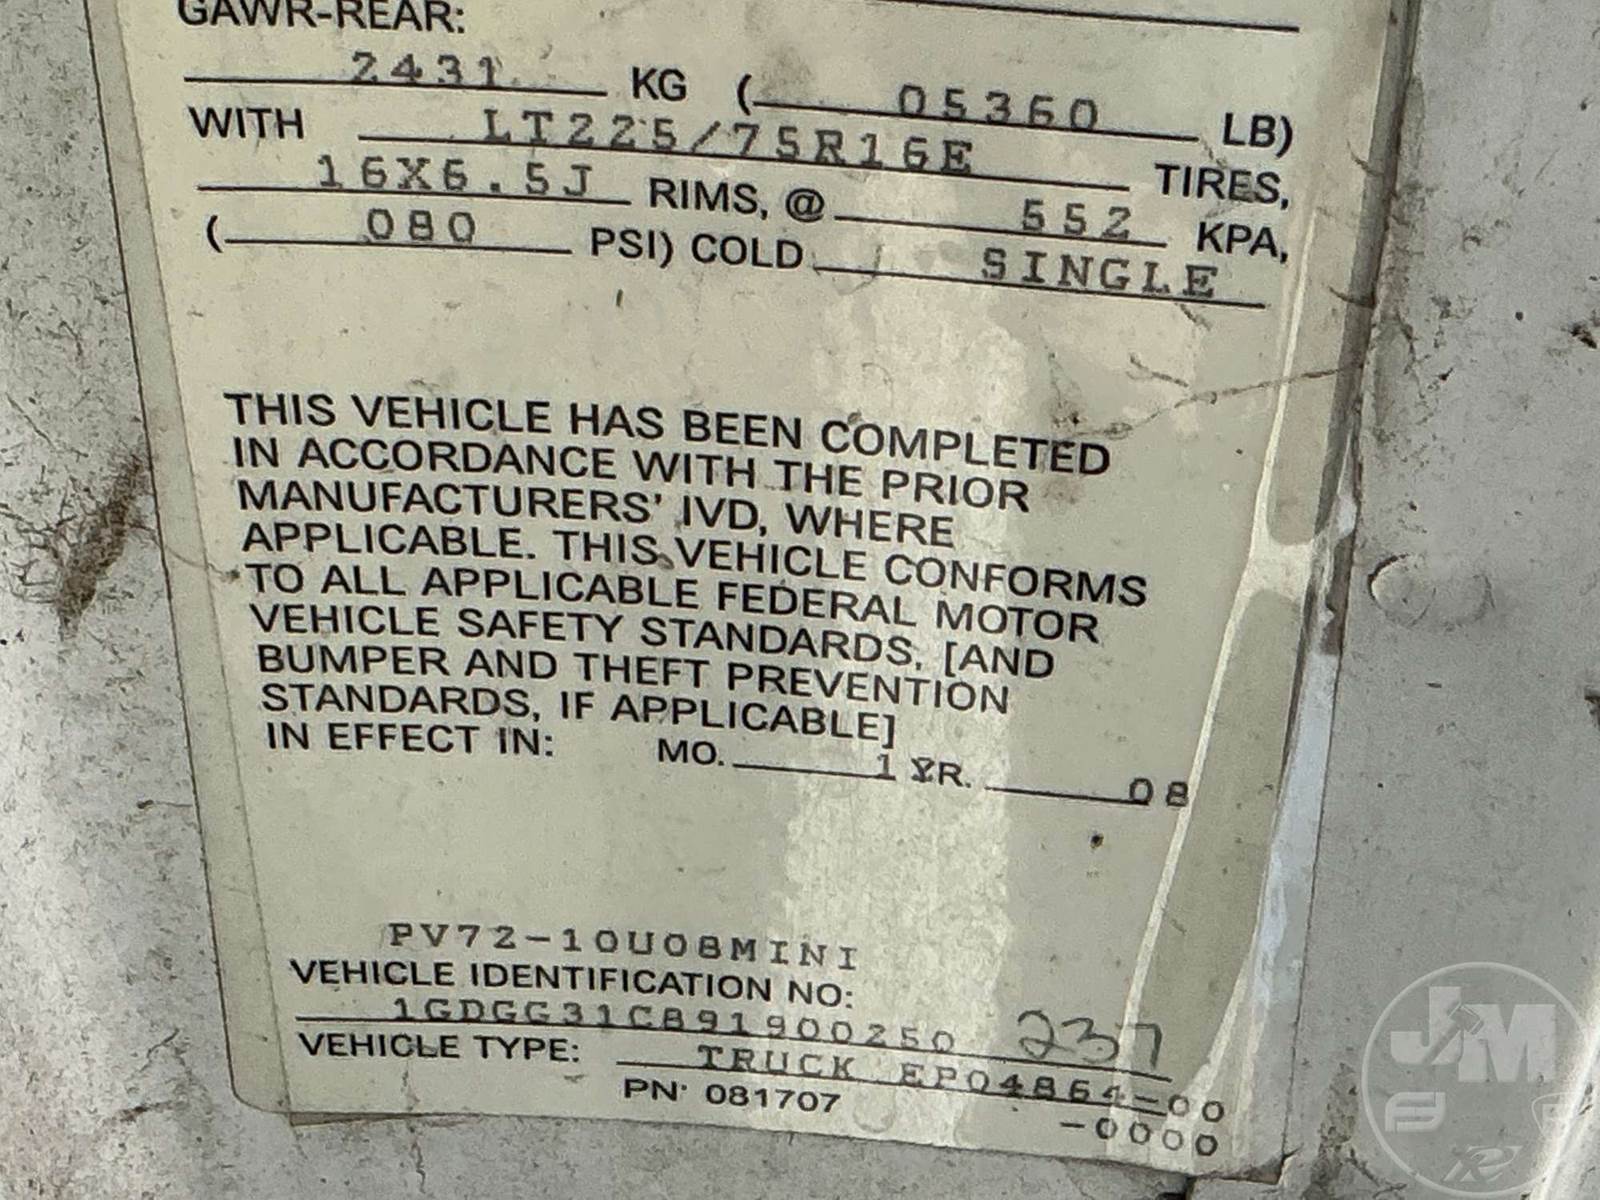 GAWR-REAR:
2431 KG ( 05360 LB)
WITH LT225/75R16E TIRES,
16X6.5J RIMS, @ 552 KPA,
( 080 PSI) COLD SINGLE
THIS VEHICLE HAS BEEN COMPLETED
IN ACCORDANCE WITH THE PRIOR
MANUFACTURERS' IVD, WHERE
APPLICABLE. THIS VEHICLE CONFORMS
TO ALL APPLICABLE FEDERAL MOTOR
VEHICLE SAFETY STANDARDS, [AND
BUMPER AND THEFT PREVENTION
STANDARDS, IF APPLICABLE]
IN EFFECT IN: MO. 1 YR. 08
PV72-10U08MINI
VEHICLE IDENTIFICATION NO:
1GDGG31C891900250 237
VEHICLE TYPE: TRUCK EP04864-00
PN· 081707 -0000
JM